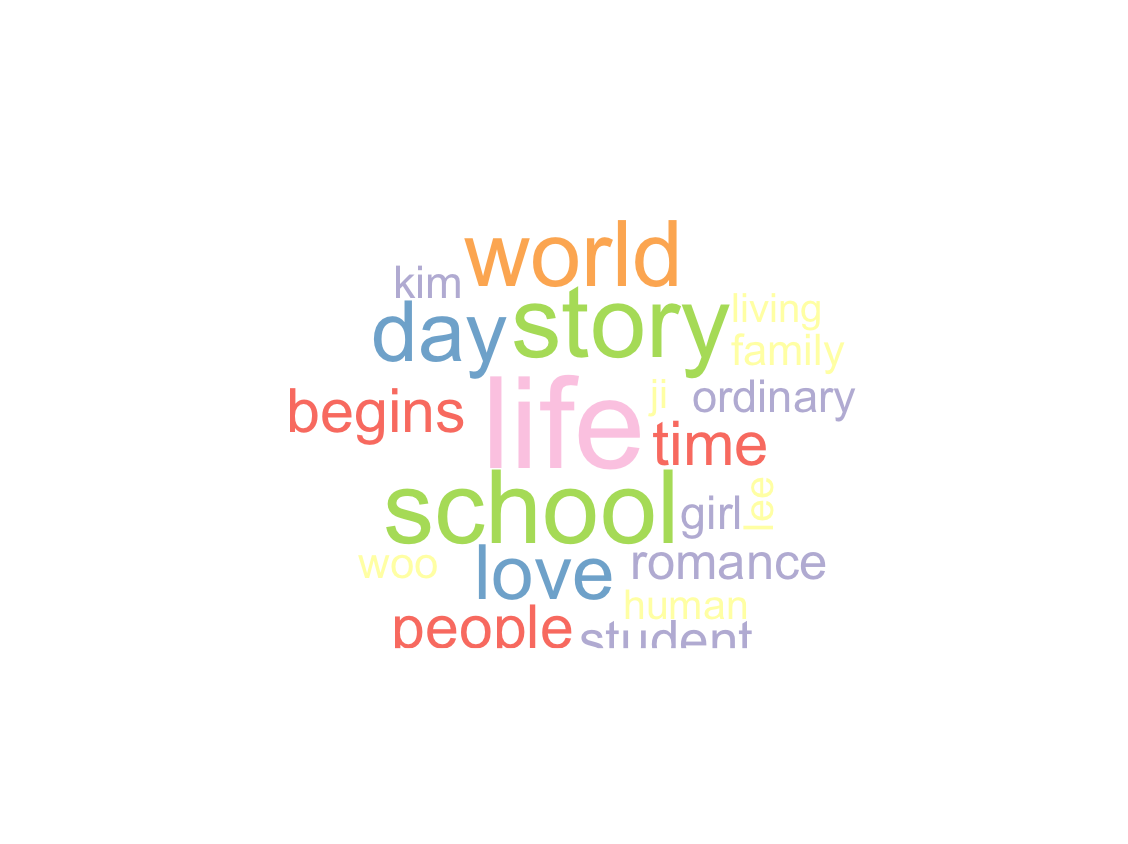 world
kim
story
living
day
family
life
ji
ordinary
begins
time
school
girl
lee
love
romance
woo
human
people
student